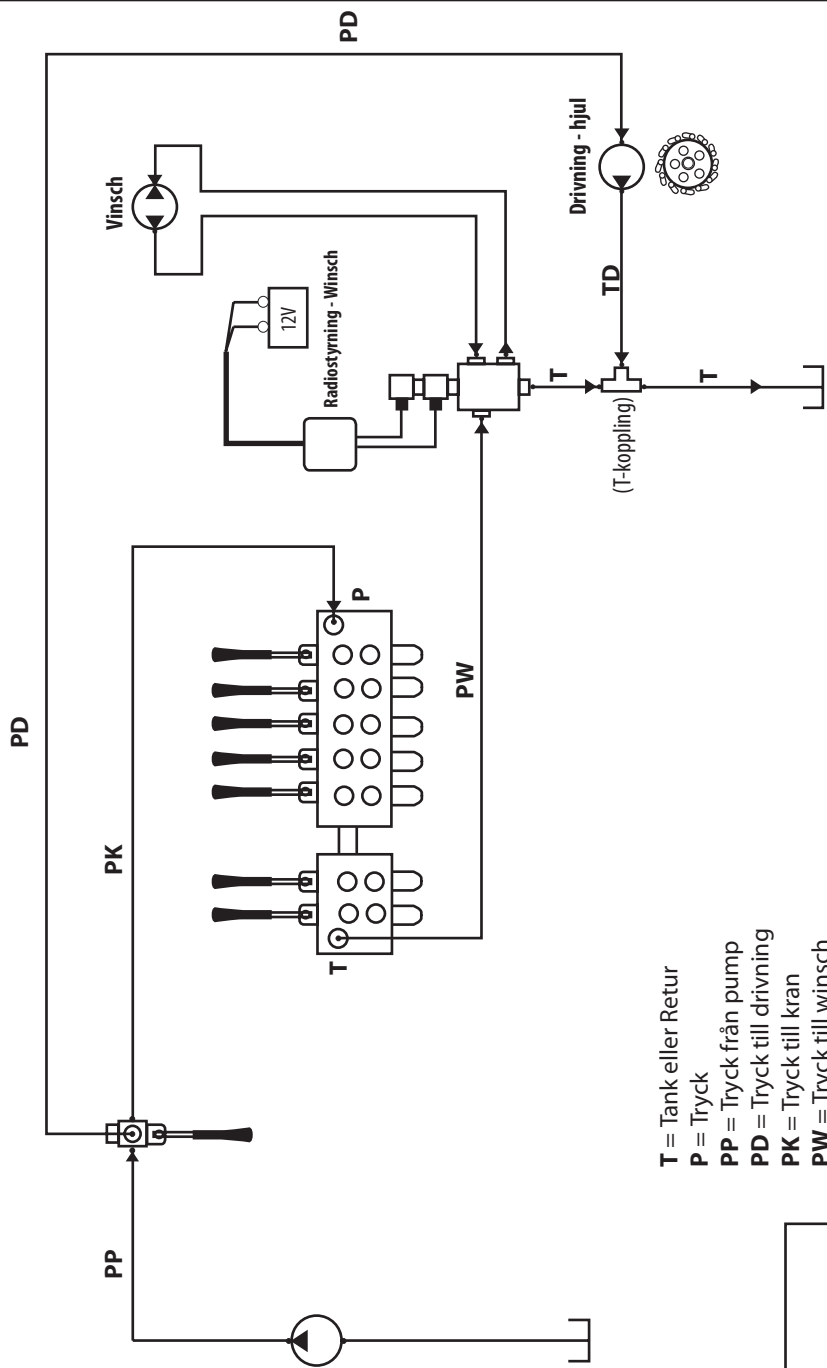 PD
PD
Vinsch
12V
Radiostyrning - Winsch
Drivning - hjul
TD
T
T
(T-koppling)
PK
P
PW
T
PP
T = Tank eller Retur
P = Tryck
PP = Tryck från pump
PD = Tryck till drivning
PK = Tryck till kran
PW = Tryck till winsch